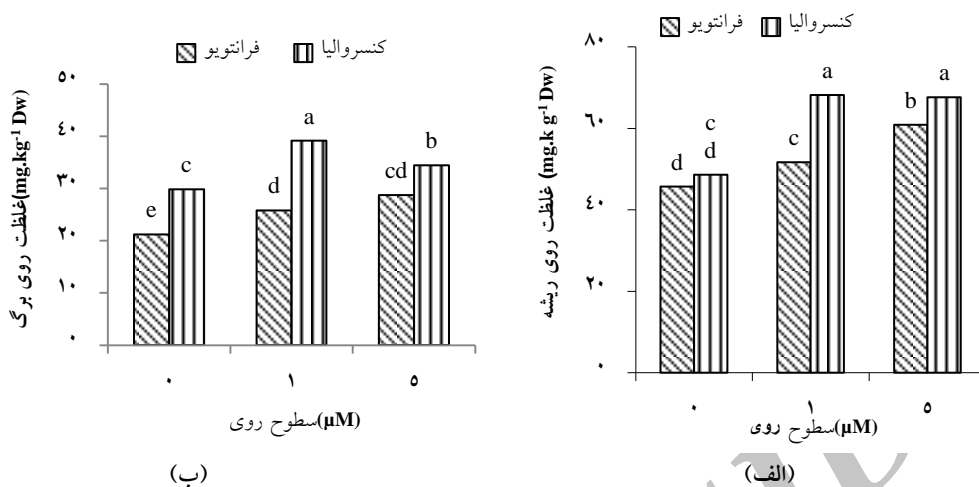 فرانتویو کنسروالیا
غلظت روی ریشه (mg.k g-1 Dw)
۸۰
۶۰
۴۰
۲۰
۰
d
c
d
c
a
b
a
۰ ۱ ۵
سطوح روی(µM)
(الف)
فرانتویو کنسروالیا
غلظت روی برگ(mg.kg-1 Dw)
۵۰
۴۰
۳۰
۲۰
۱۰
۰
e
c
d
a
cd
b
۰ ۱ ۵
سطوح روی(µM)
(ب)